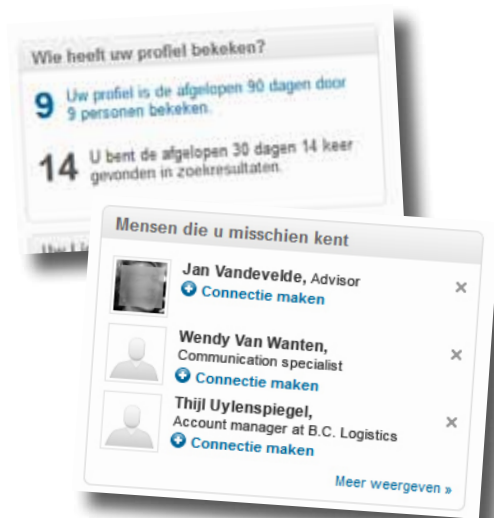 Wie heeft uw profiel bekeken?
9 Uw profiel is de afgelopen 90 dagen door
9 personen bekeken.
14 U bent de afgelopen 30 dagen 14 keer
gevonden in zoekresultaten.
Mensen die u misschien kent
Jan Vandevelde, Advisor
Connectie maken
Wendy Van Wanten,
Communication specialist
Connectie maken
Thijl Uylenspiegel,
Account manager at B.C. Logistics
Connectie maken
Meer weergeven »